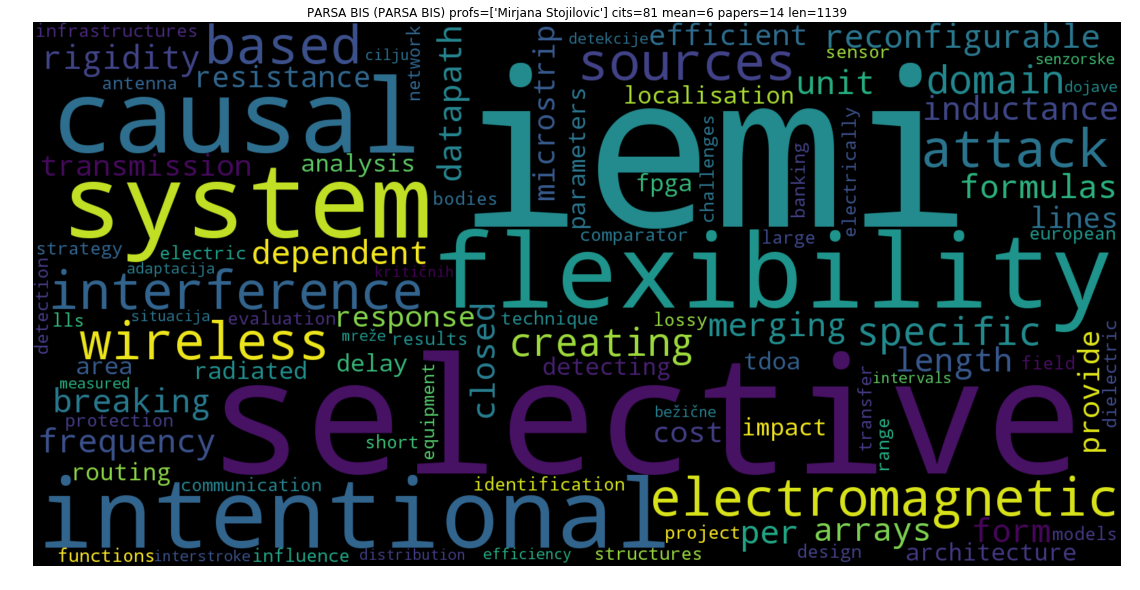 PARSA BIS (PARSA BIS) profs=['Mirjana Stojilovic'] cits=81 mean=6 papers=14 len=1139
infrastructures
rigidity
based
cilju
network
datapath
microstrip
detekcije
efficient
reconfigurable
antenna
resistance
causal
iemi
sources
sensor
senzorske
unit
domain
dojave
localisation
inductance
parameters
challenges
banking
electrically
attack
transmission
analysis
fpga
formulas
system
bodies
lines
strategy
electric
dependent
flexibility
comparator
large
european
adaptacija
kritičnih
detection
interference
closed
lls
situacija
evaluation
response
technique
lossy
merging
specific
wireless
mreže
results
creating
area
radiated
delay
detecting
tdoa
length
field
provide
dielectric
measured
equipment
selective
transfer
intervals
breaking
protection
bežične
cost
impact
range
frequency
short
routing
communication
identification
intentional
electromagnetic
project
per
arrays
form
models
functions
interstroke
influence
distribution
efficiency
structures
design
architecture